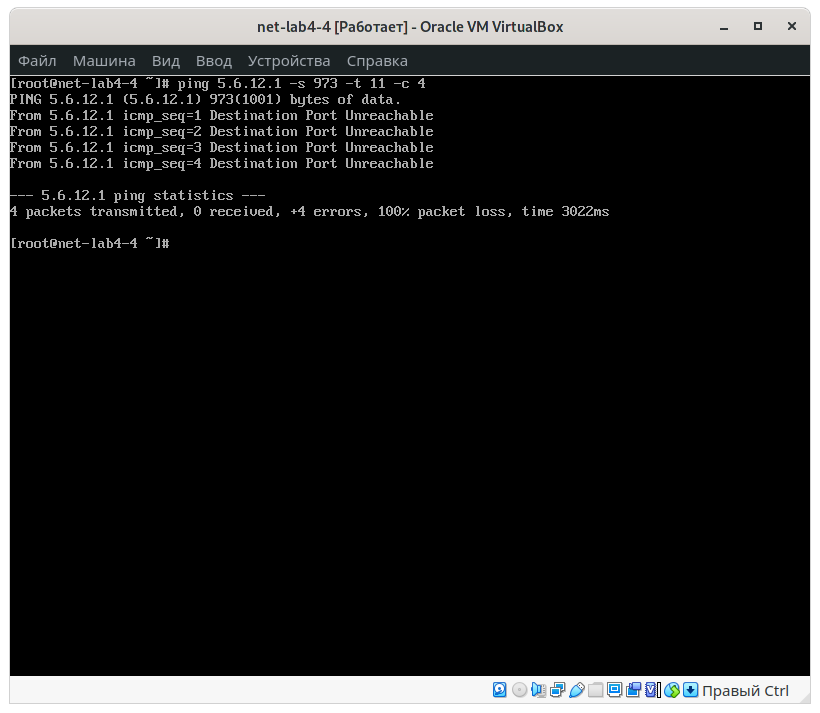 net-lab4-4 [Работает] - Oracle VM VirtualBox
Файл Машина Вид Ввод Устройства Справка
[root@net-lab4-4 ~]# ping 5.6.12.1 -s 973 -t 11 -c 4
PING 5.6.12.1 (5.6.12.1) 973(1001) bytes of data.
From 5.6.12.1 icmp_seq=1 Destination Port Unreachable
From 5.6.12.1 icmp_seq=2 Destination Port Unreachable
From 5.6.12.1 icmp_seq=3 Destination Port Unreachable
From 5.6.12.1 icmp_seq=4 Destination Port Unreachable
--- 5.6.12.1 ping statistics ---
4 packets transmitted, 0 received, +4 errors, 100% packet loss, time 3022ms
[root@net-lab4-4 ~]#
Правый Ctrl